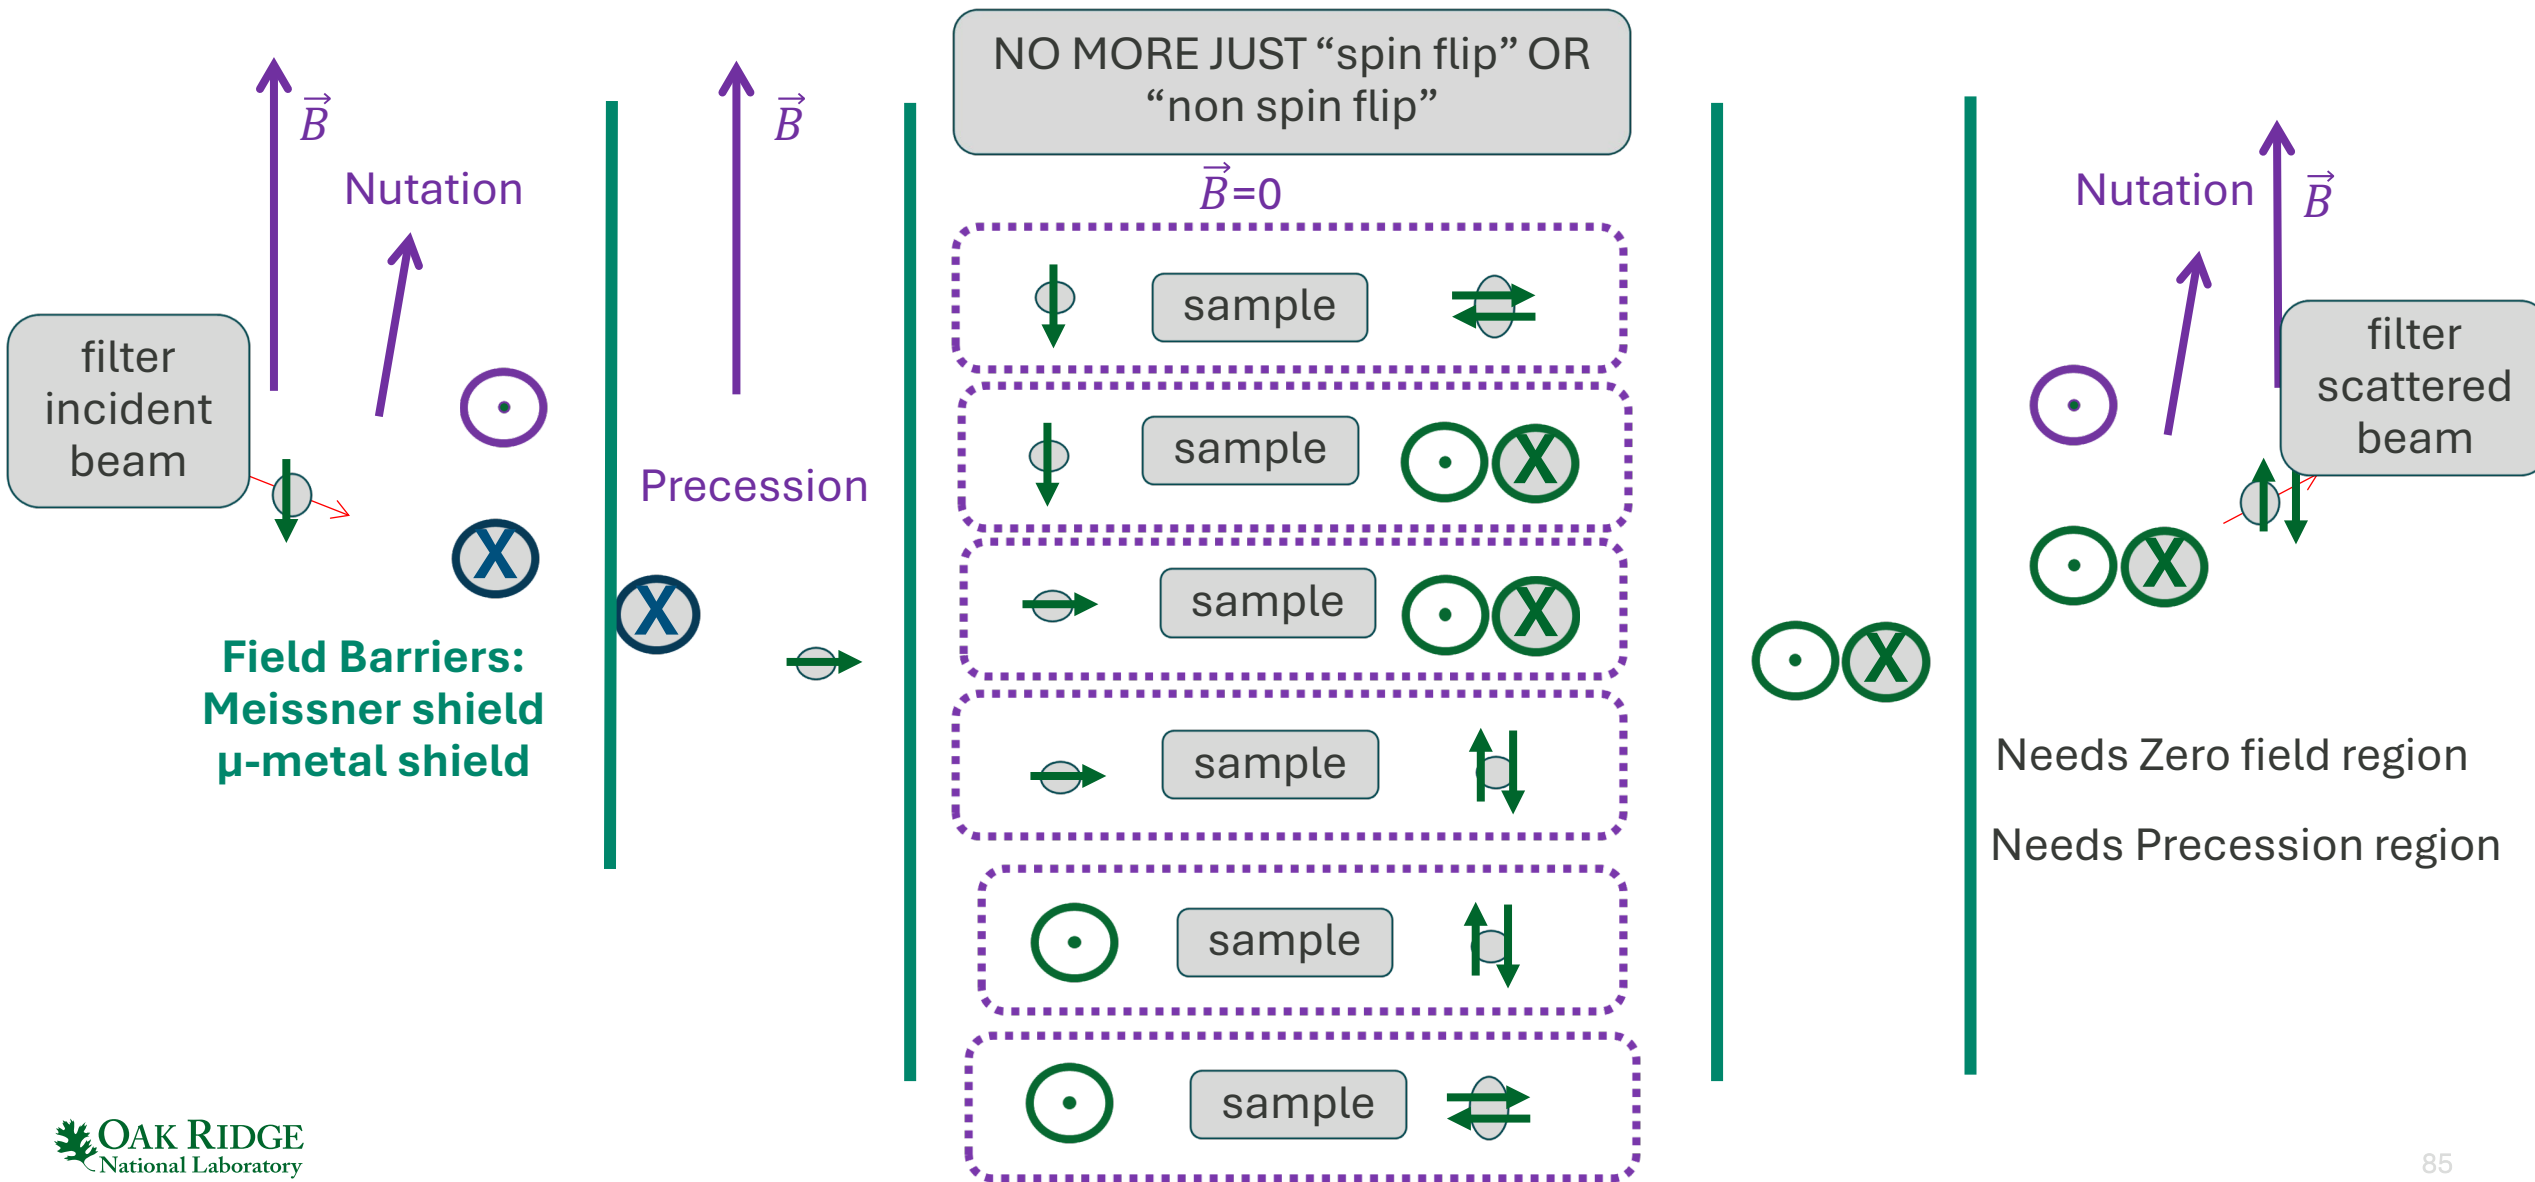 NO MORE JUST “spin flip” OR
“non spin flip”
B⃗
Nutation
B⃗
B⃗=0
Nutation
B⃗
filter
incident
beam
Precession
X
X
sample
sample
X
sample
X
sample
sample
sample
X
X
filter
scattered
beam
Field Barriers:
Meissner shield
μ-metal shield
Needs Zero field region
Needs Precession region
OAK RIDGE
National Laboratory
85